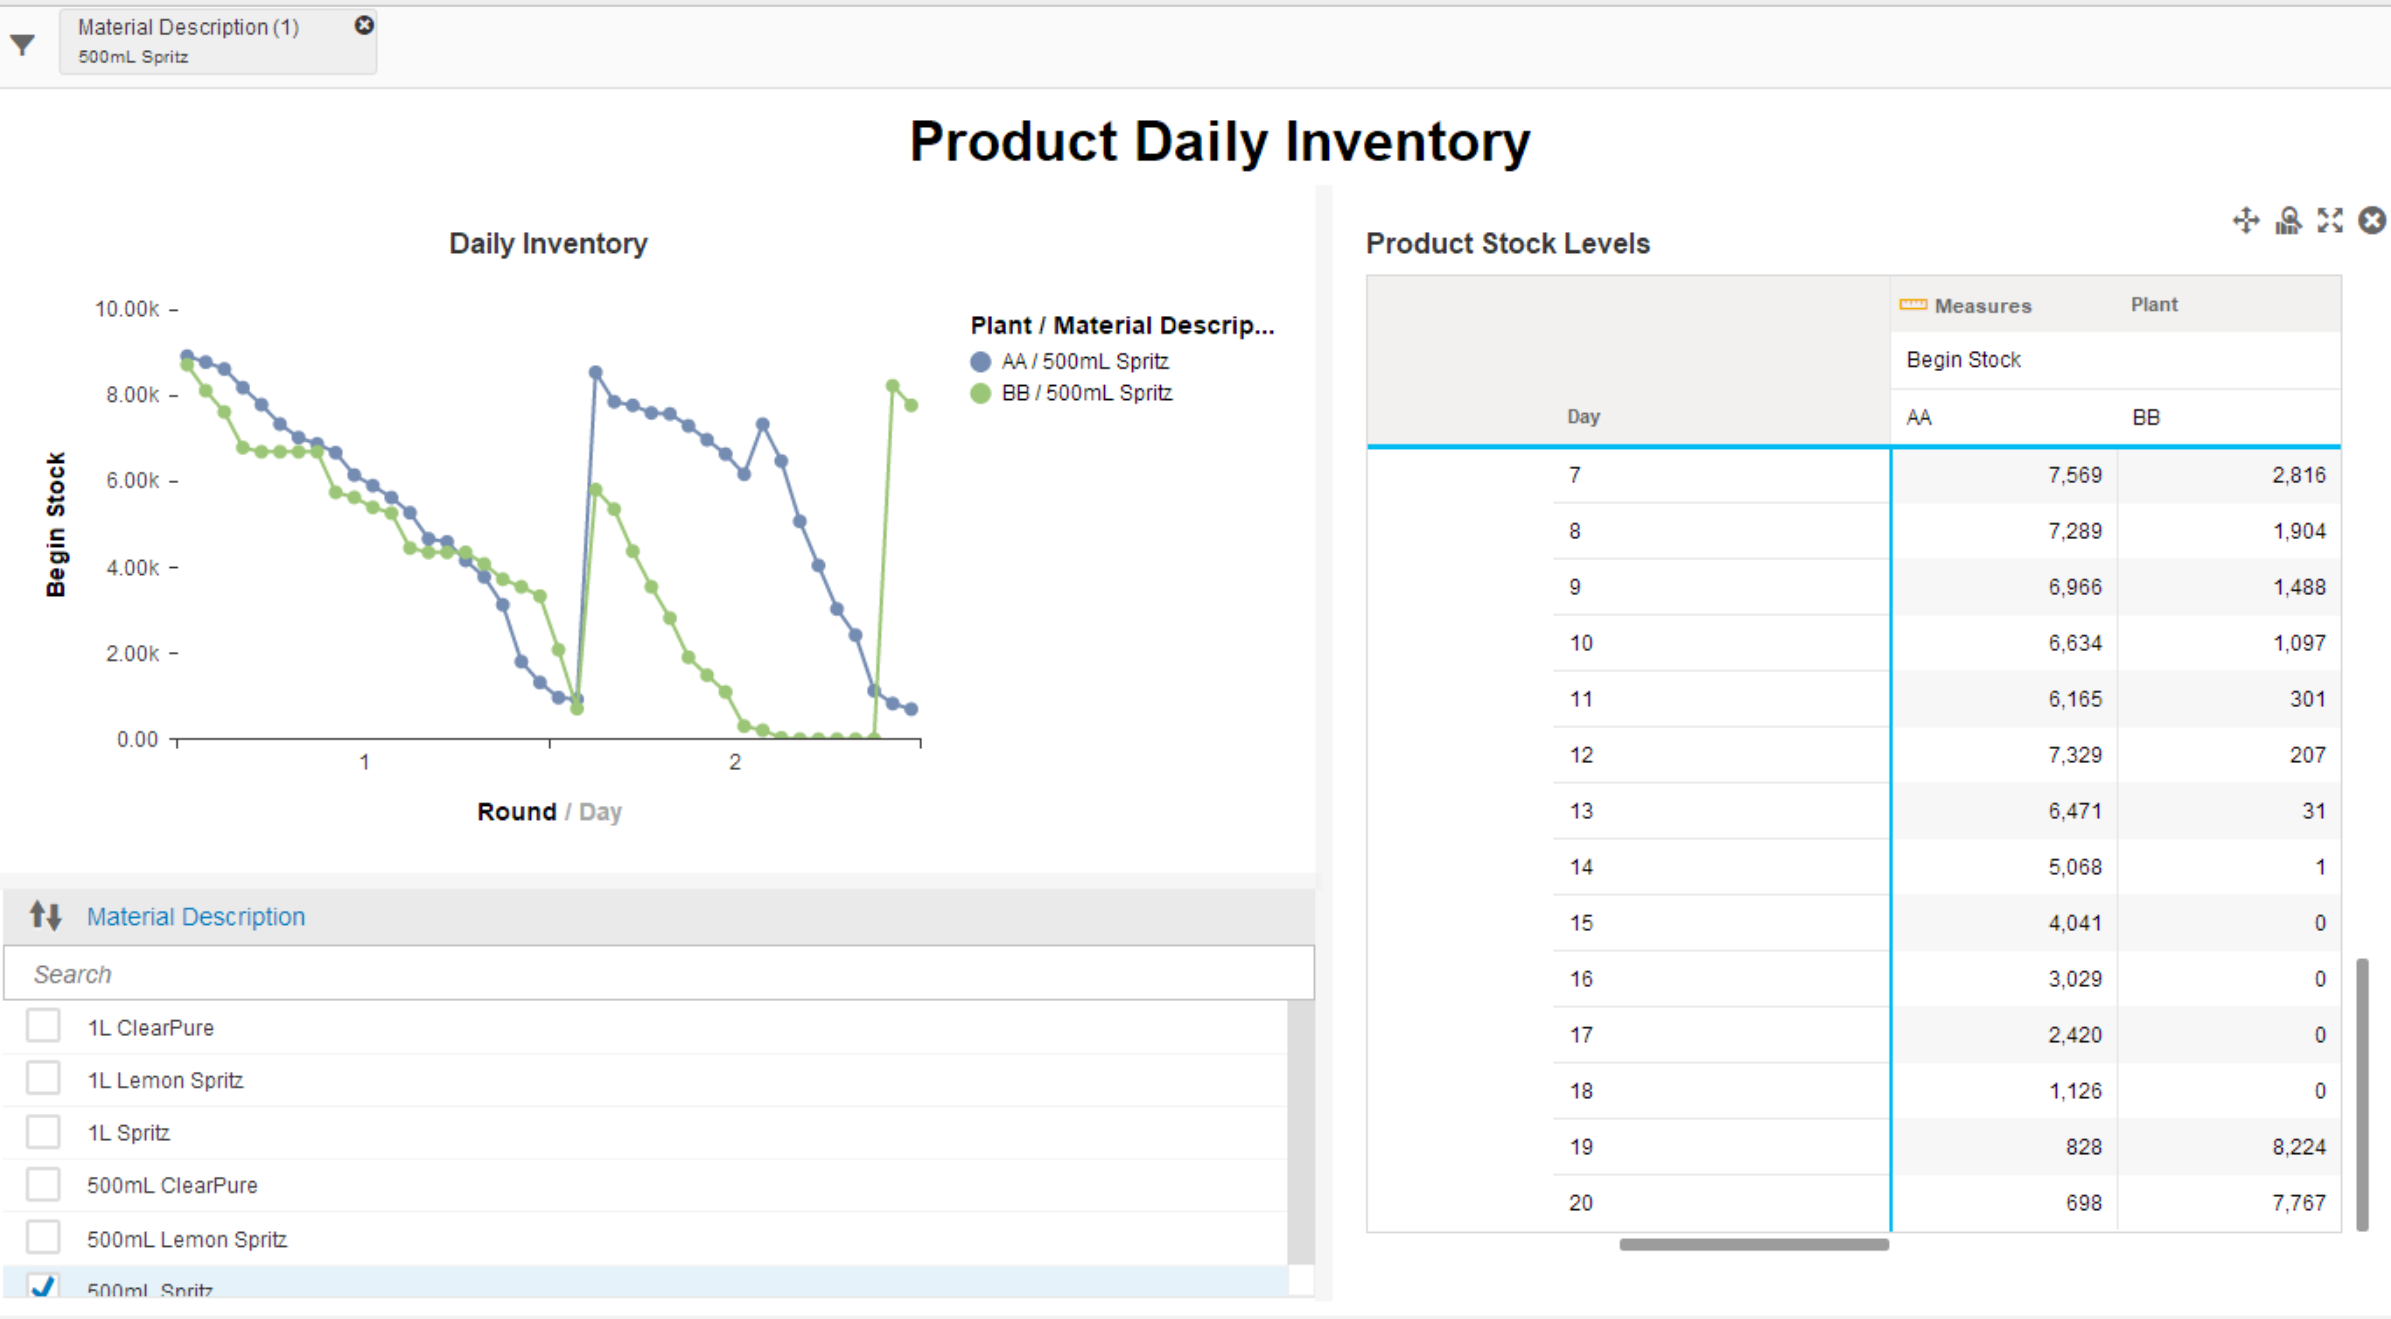 Material Description (1)
500mL Spritz
Product Daily Inventory
Daily Inventory
10.00k
8.00k
6.00k
4.00k
2.00k
0.00
Begin Stock
1 2
Round / Day
Plant / Material Descrip...
AA / 500mL Spritz
BB / 500mL Spritz
Material Description
Search
1L ClearPure
1L Lemon Spritz
1L Spritz
500mL ClearPure
500mL Lemon Spritz
500mL Spritz
Product Stock Levels
Measures Plant
Begin Stock
Day AA BB
7 7,569 2,816
8 7,289 1,904
9 6,966 1,488
10 6,634 1,097
11 6,165 301
12 7,329 207
13 6,471 31
14 5,068 1
15 4,041 0
16 3,029 0
17 2,420 0
18 1,126 0
19 828 8,224
20 698 7,767